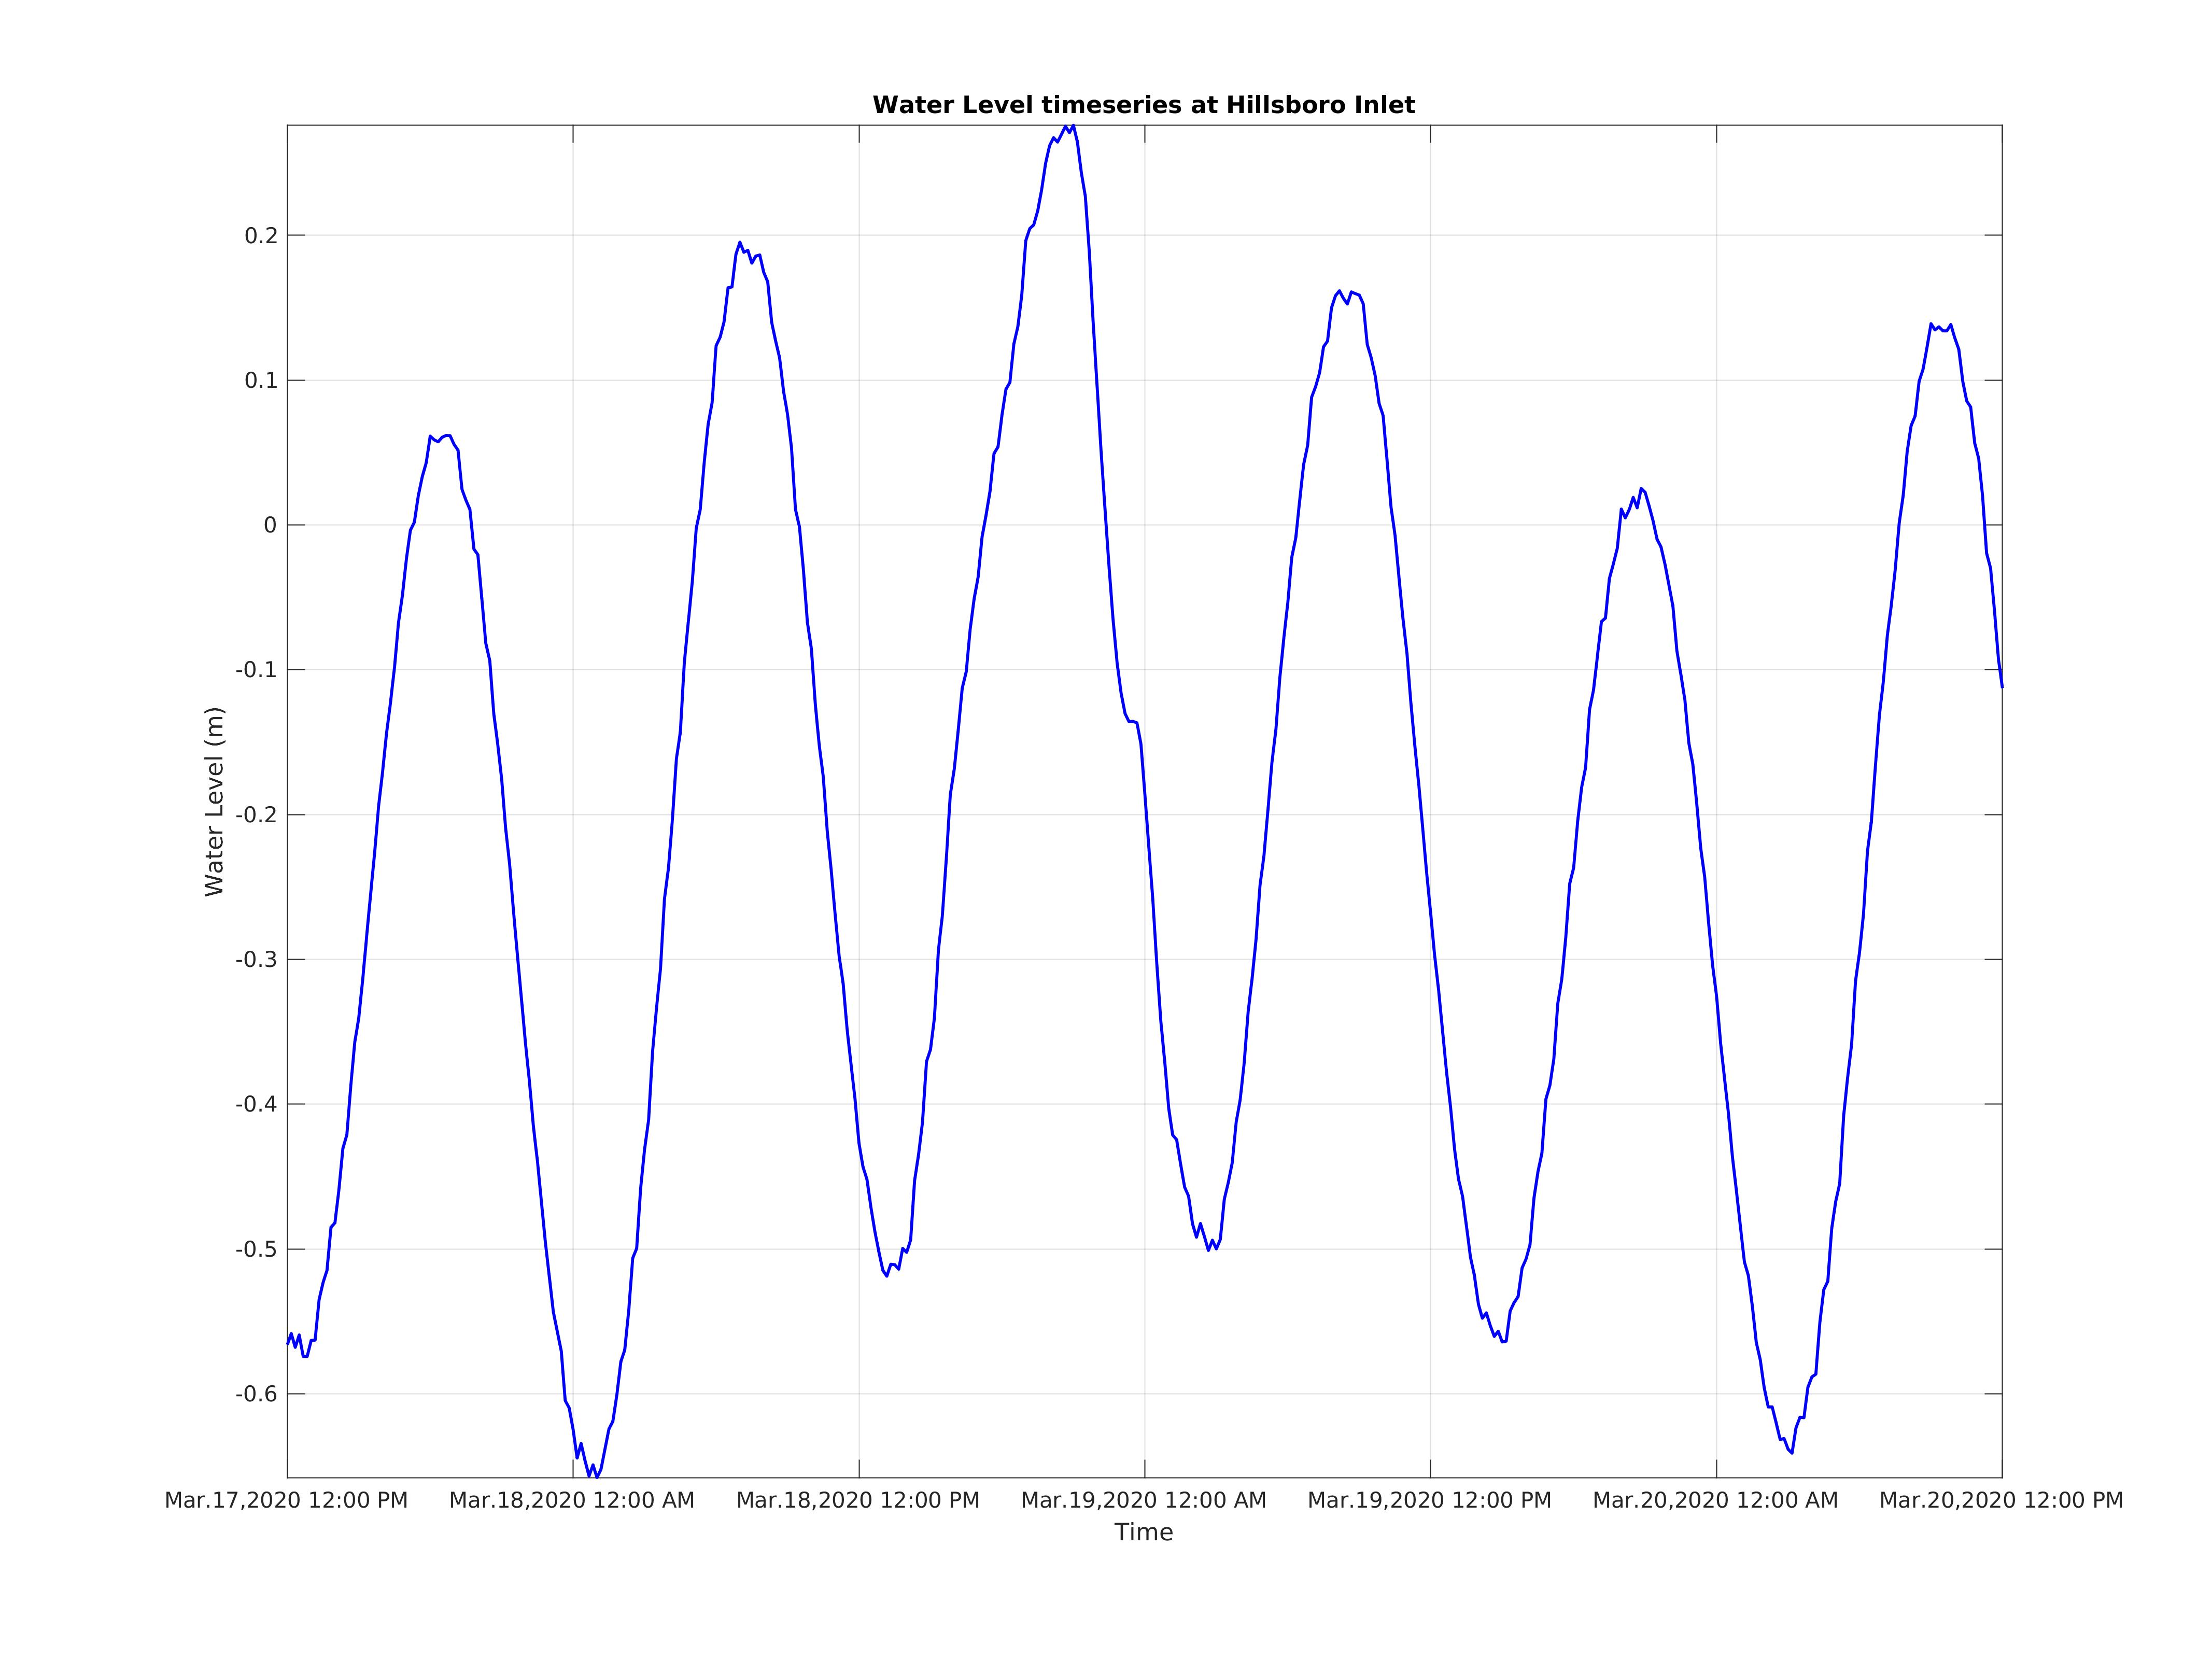 Water Level timeseries at Hillsboro Inlet
0.2
0.1
0
-0.1
-0.2
-0.3
-0.4
-0.5
-0.6
Water Level (m)
Mar.17,2020 12:00 PM Mar.18,2020 12:00 AM Mar.18,2020 12:00 PM Mar.19,2020 12:00 AM Mar.19,2020 12:00 PM Mar.20,2020 12:00 AM Mar.20,2020 12:00 PM
Time